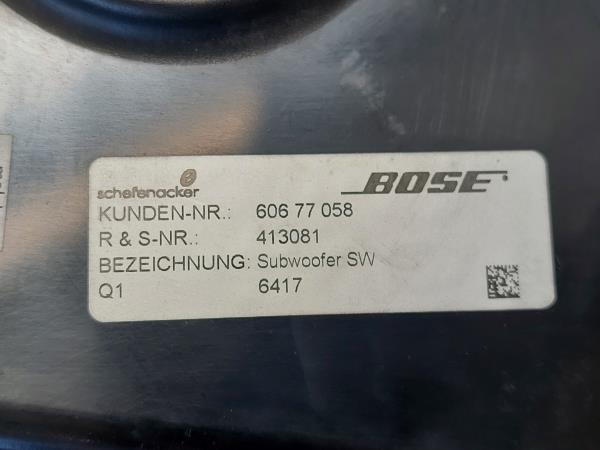 schefenacker BOSE
KUNDEN-NR.: 606 77 058
R & S-NR.: 413081
BEZEICHNUNG: Subwoofer SW
Q1 6417